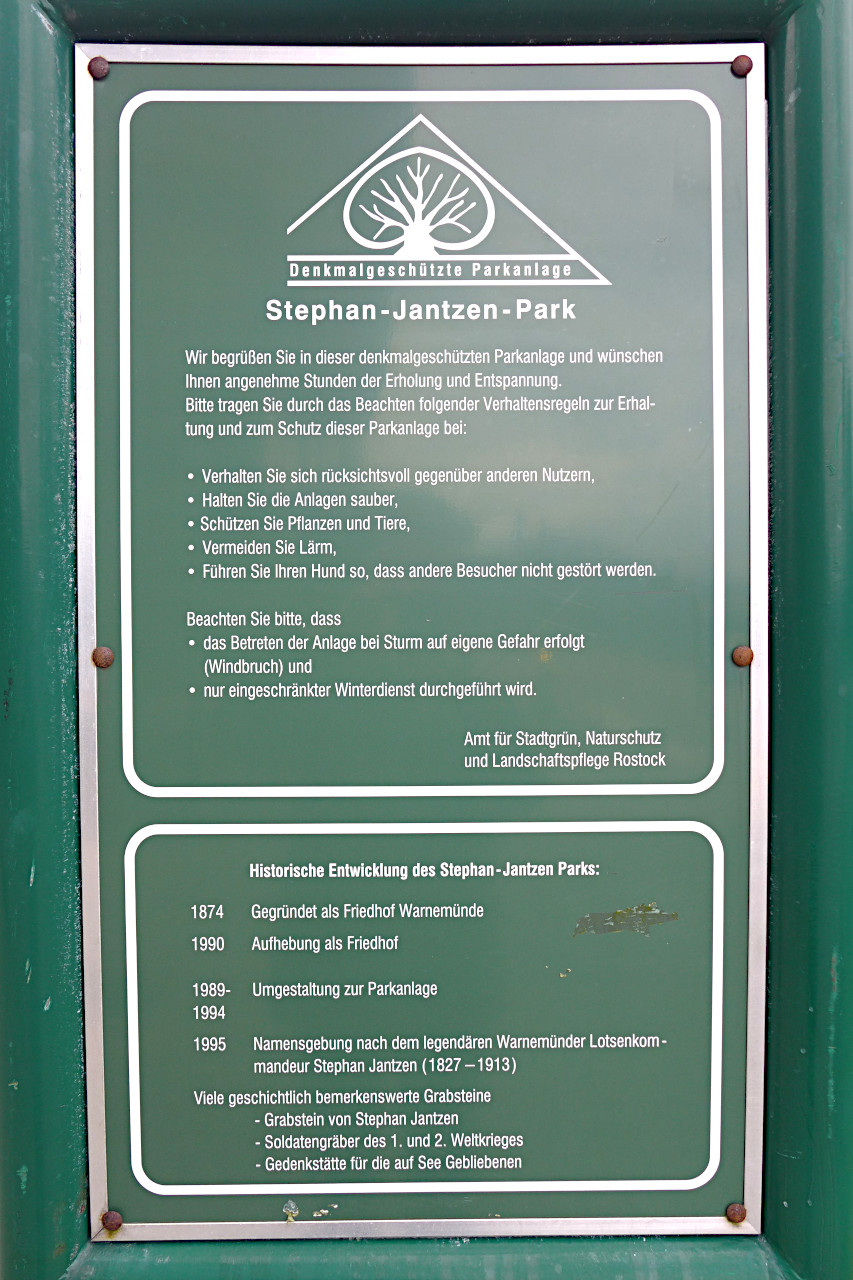 Denkmalgeschützte Parkanlage
Stephan-Jantzen-Park
Wir begrüßen Sie in dieser denkmalgeschützten Parkanlage und wünschen
Ihnen angenehme Stunden der Erholung und Entspannung.
Bitte tragen Sie durch das Beachten folgender Verhaltensregeln zur Erhal-
tung und zum Schutz dieser Parkanlage bei:
• Verhalten Sie sich rücksichtsvoll gegenüber anderen Nutzern,
• Halten Sie die Anlagen sauber,
• Schützen Sie Pflanzen und Tiere,
• Vermeiden Sie Lärm,
• Führen Sie Ihren Hund so, dass andere Besucher nicht gestört werden.
Beachten Sie bitte, dass
• das Betreten der Anlage bei Sturm auf eigene Gefahr erfolgt
(Windbruch) und
• nur eingeschränkter Winterdienst durchgeführt wird.
Amt für Stadtgrün, Naturschutz
und Landschaftspflege Rostock
Historische Entwicklung des Stephan-Jantzen Parks:
1874 Gegründet als Friedhof Warnemünde
1990 Aufhebung als Friedhof
1989- Umgestaltung zur Parkanlage
1994
1995 Namensgebung nach dem legendären Warnemünder Lotsenkom-
mandeur Stephan Jantzen (1827–1913)
Viele geschichtlich bemerkenswerte Grabsteine
- Grabstein von Stephan Jantzen
- Soldatengräber des 1. und 2. Weltkrieges
- Gedenkstätte für die auf See Gebliebenen